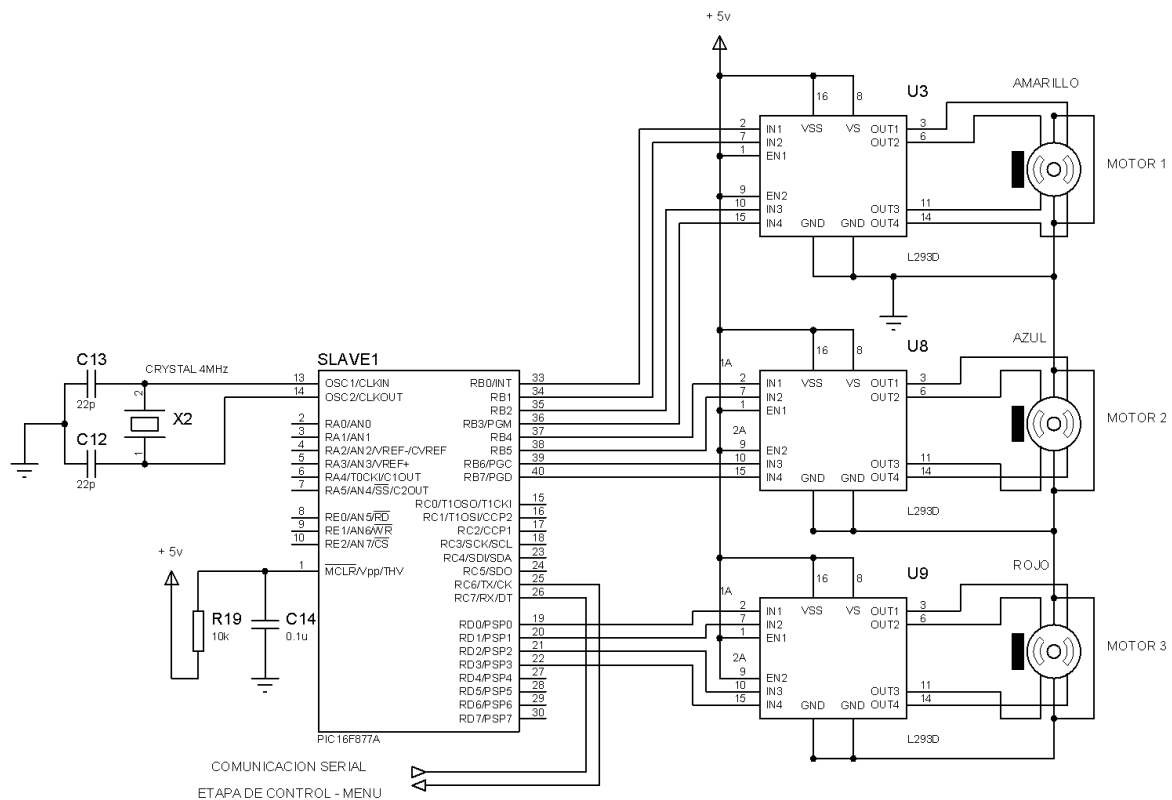 + 5v
U3
AMARILLO
16
8
2 IN1 VSS VS OUT1 3
7 IN2 OUT2 6
1 EN1
MOTOR 1
9 EN2
10 IN3 OUT3 11
15 IN4 GND GND OUT4 14
L293D
U8
AZUL
16
8
1A
2 IN1 VSS VS OUT1 3
7 IN2 OUT2 6
1 EN1
MOTOR 2
2A
9 EN2
10 IN3 OUT3 11
15 IN4 GND GND OUT4 14
L293D
U9
ROJO
16
8
1A
2 IN1 VSS VS OUT1 3
7 IN2 OUT2 6
1 EN1
MOTOR 3
2A
9 EN2
10 IN3 OUT3 11
15 IN4 GND GND OUT4 14
L293D
C13
22p
CRYSTAL 4MHz
2
X2
1
C12
22p
SLAVE1
13 OSC1/CLKIN
14 OSC2/CLKOUT
2 RA0/AN0
3 RA1/AN1
4 RA2/AN2/VREF-/CVREF
5 RA3/AN3/VREF+
6 RA4/T0CKI/C1OUT
7 RA5/AN4/SS/C2OUT
8 RE0/AN5/RD
9 RE1/AN6/WR
10 RE2/AN7/CS
1 MCLR/Vpp/THV
RB0/INT 33
RB1 34
RB2 35
RB3/PGM 36
RB4 37
RB5 38
RB6/PGC 39
RB7/PGD 40
RC0/T1OSO/T1CKI 15
RC1/T1OSI/CCP2 16
RC2/CCP1 17
RC3/SCK/SCL 18
RC4/SDI/SDA 23
RC5/SDO 24
RC6/TX/CK 25
RC7/RX/DT 26
RD0/PSP0 19
RD1/PSP1 20
RD2/PSP2 21
RD3/PSP3 22
RD4/PSP4 27
RD5/PSP5 28
RD6/PSP6 29
RD7/PSP7 30
PIC16F877A
+ 5v
R19
10k
C14
0.1u
COMUNICACION SERIAL
ETAPA DE CONTROL - MENU